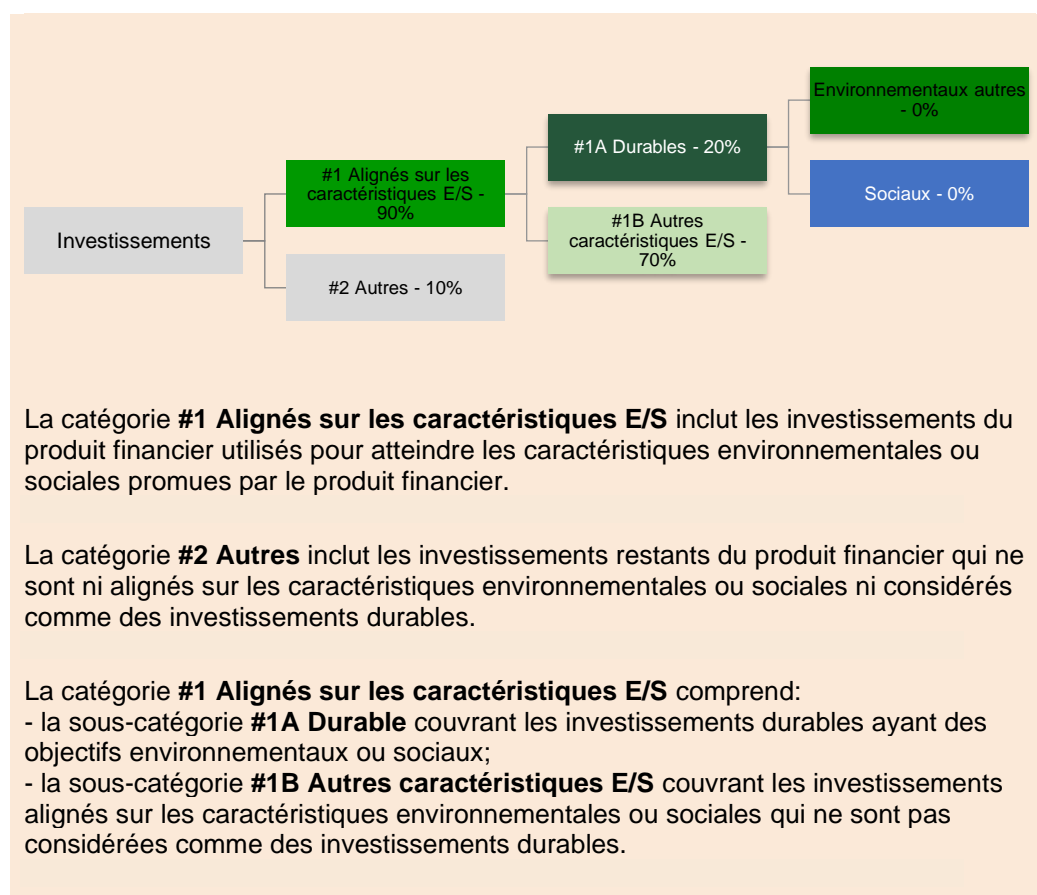 Environnementaux autres
- 0%
#1A Durables - 20%
#1 Alignés sur les
caractéristiques E/S -
90%
Sociaux - 0%
#1B Autres
caractéristiques E/S -
70%
Investissements
#2 Autres - 10%
La catégorie #1 Alignés sur les caractéristiques E/S inclut les investissements du
produit financier utilisés pour atteindre les caractéristiques environnementales ou
sociales promues par le produit financier.
La catégorie #2 Autres inclut les investissements restants du produit financier qui ne
sont ni alignés sur les caractéristiques environnementales ou sociales ni considérés
comme des investissements durables.
La catégorie #1 Alignés sur les caractéristiques E/S comprend:
- la sous-catégorie #1A Durable couvrant les investissements durables ayant des
objectifs environnementaux ou sociaux;
- la sous-catégorie #1B Autres caractéristiques E/S couvrant les investissements
alignés sur les caractéristiques environnementales ou sociales qui ne sont pas
considérées comme des investissements durables.